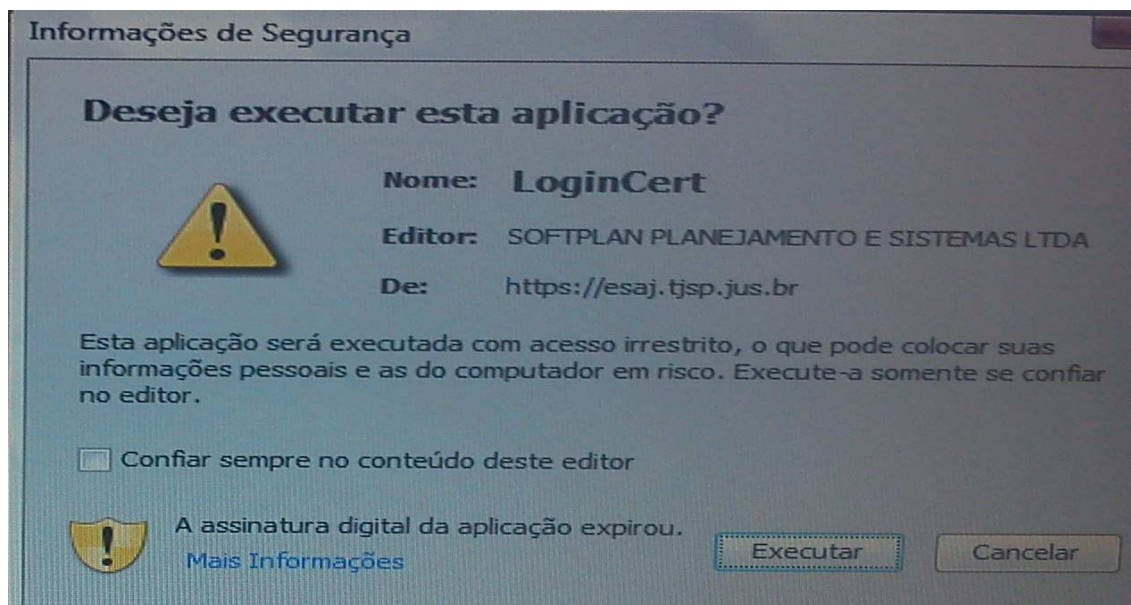 Informações de Segurança
Deseja executar esta aplicação?
Nome: LoginCert
Editor: SOFTPLAN PLANEJAMENTO E SISTEMAS LTDA
De: https://esaj.tjsp.jus.br
Esta aplicação será executada com acesso irrestrito, o que pode colocar suas
informações pessoais e as do computador em risco. Execute-a somente se confiar
no editor.
Confiar sempre no conteúdo deste editor
A assinatura digital da aplicação expirou.
Mais Informações
Executar Cancelar